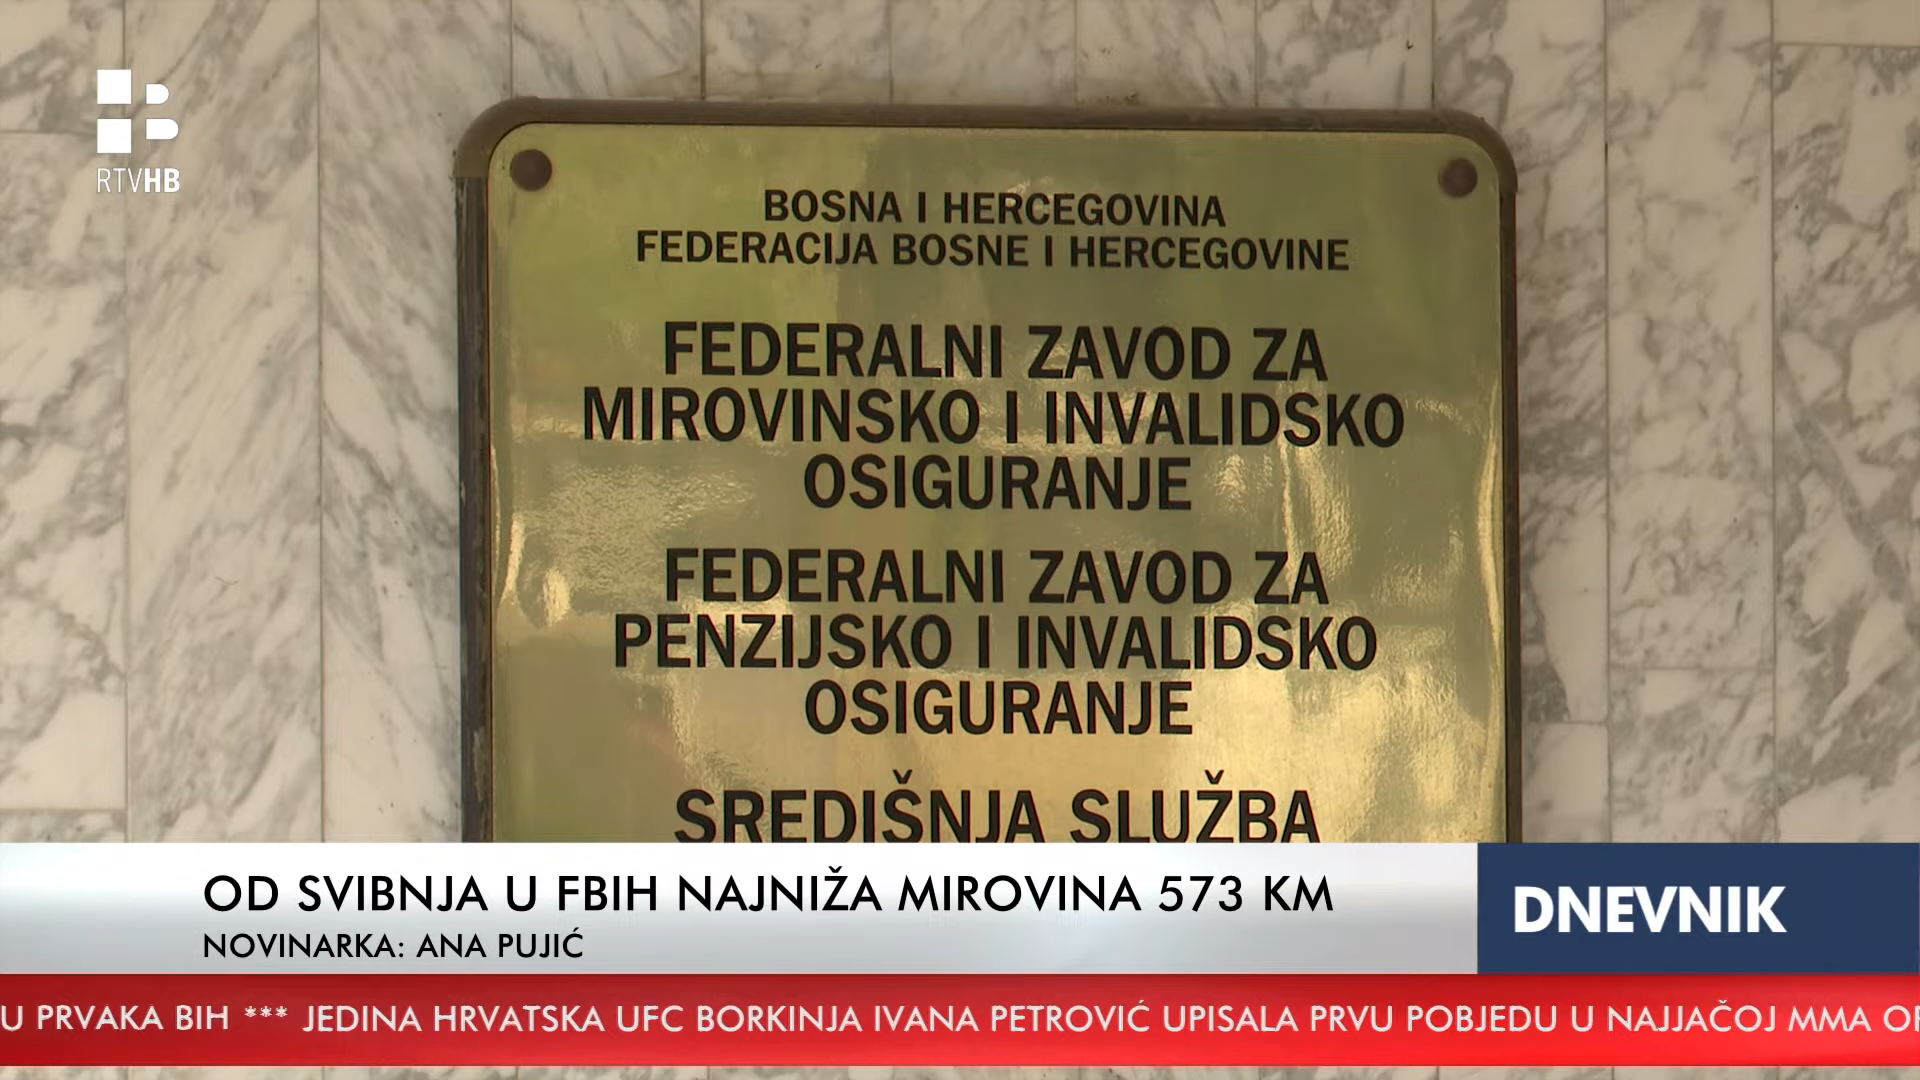 RTVHB
BOSNA I HERCEGOVINA
FEDERACIJA BOSNE I HERCEGOVINE
FEDERALNI ZAVOD ZA
MIROVINSKO I INVALIDSKO
OSIGURANJE
FEDERALNI ZAVOD ZA
PENZIJSKO I INVALIDSKO
OSIGURANJE
SREDIŠNJA SLUŽBA
OD SVIBNJA U FBIH NAJNIŽA MIROVINA 573 KM
NOVINARKA: ANA PUJIĆ
DNEVNIK
U PRVAKA BIH *** JEDINA HRVATSKA UFC BORKINJA IVANA PETROVIĆ UPISALA PRVU POBJEDU U NAJJAČOJ MMA